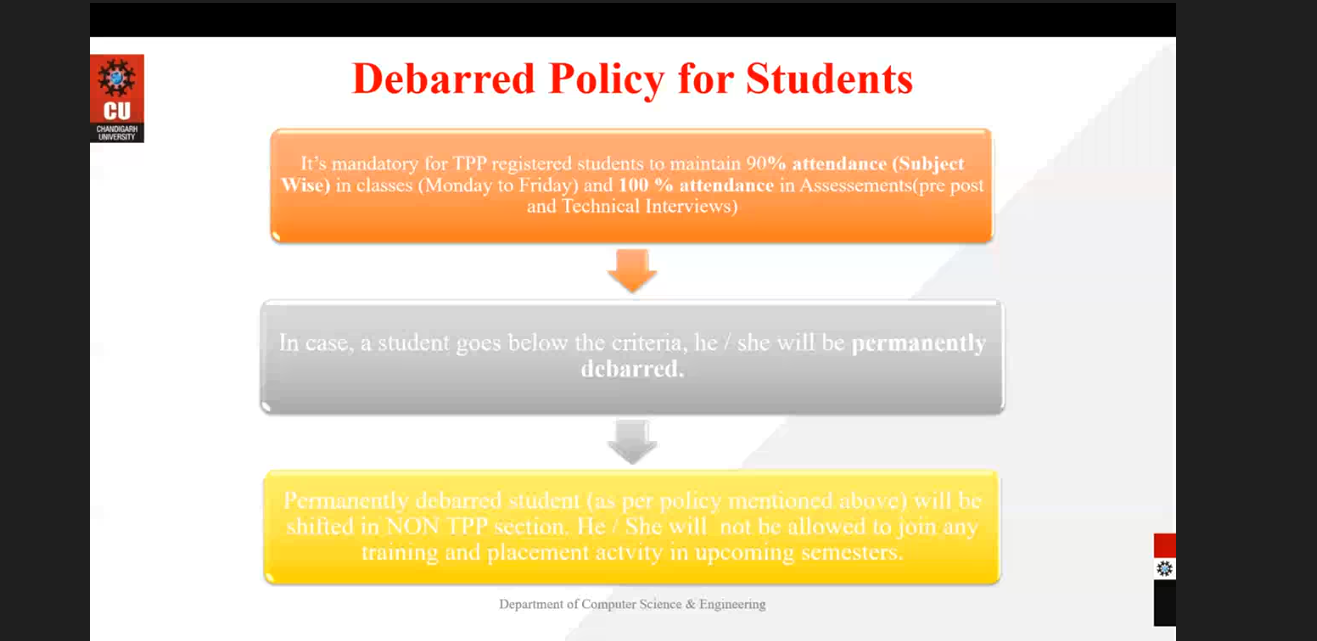 CU
CHANDIGARH
UNIVERSITY
Debarred Policy for Students
It's mandatory for TPP registered students to maintain 90% attendance (Subject
Wise) in classes (Monday to Friday) and 100 % attendance in Assessements(pre post
and Technical Interviews)
In case, a student goes below the criteria, he / she will be permanently
debarred.
Permanently debarred student (as per policy mentioned above) will be
shifted in NON TPP section. He / She will  not be allowed to join any
training and placement actvity in upcoming semesters.
Department of Computer Science & Engineering